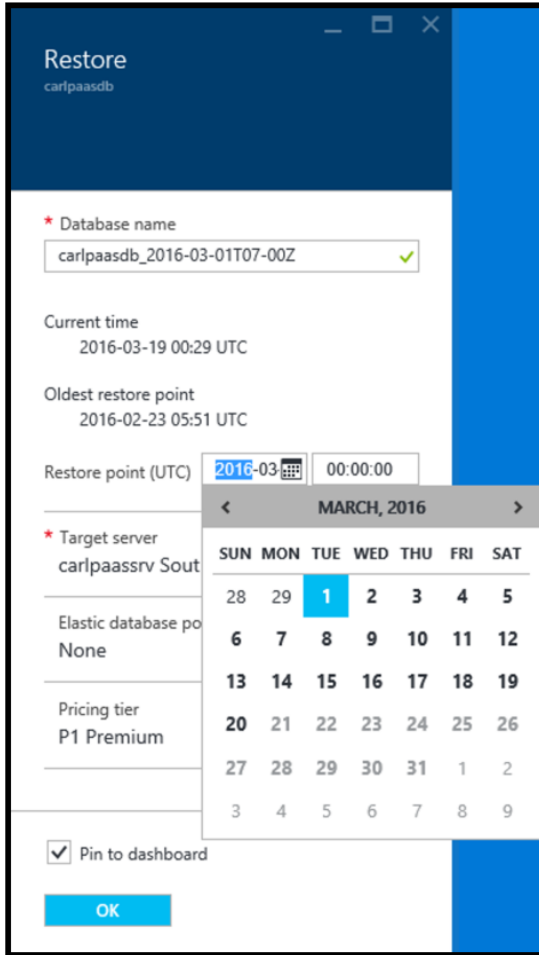 Restore
carlpaasdb
* Database name
carlpaasdb_2016-03-01T07-00Z
Current time
2016-03-19 00:29 UTC
Oldest restore point
2016-02-23 05:51 UTC
Restore point (UTC) 2016-03- 00:00:00
MARCH, 2016
* Target server
carlpaassrv Sout
SUN MON TUE WED THU FRI SAT
28 29 1 2 3 4 5
Elastic database po
None
6 7 8 9 10 11 12
13 14 15 16 17 18 19
Pricing tier
P1 Premium
20 21 22 23 24 25 26
27 28 29 30 31 1 2
3 4 5 6 7 8 9
Pin to dashboard
OK